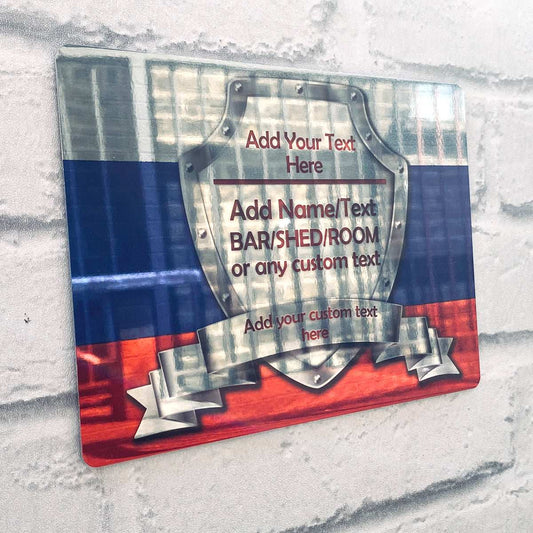 Add Your Text
Here
Add Name/Text
BAR/SHED/ROOM
or any custom text
Add your custom text
here